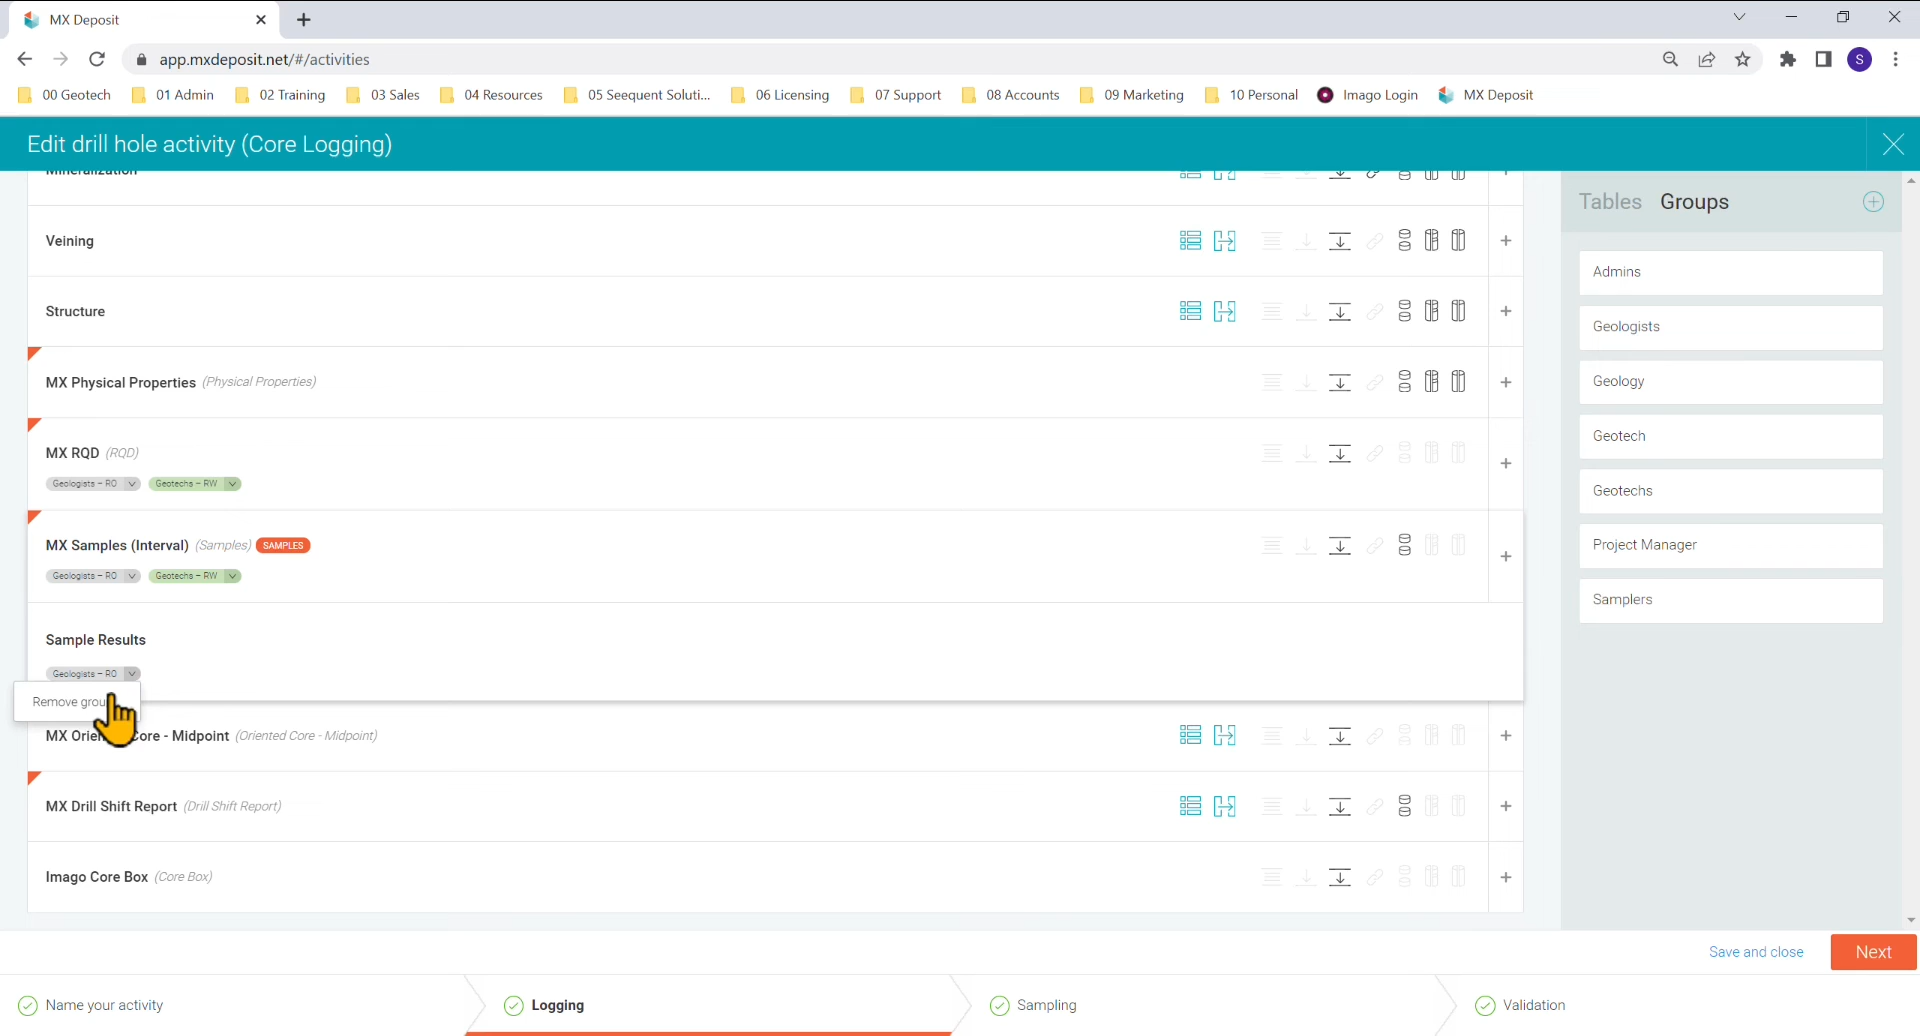 MX Deposit
app.mxdeposit.net/#/activities
S
00 Geotech
01 Admin
02 Training
03 Sales
04 Resources
05 Seequent Soluti...
06 Licensing
07 Support
08 Accounts
09 Marketing
10 Personal
Imago Login
MX Deposit
Edit drill hole activity (Core Logging)
Mineralization
Tables Groups
Admins
Geologists
Geology
Geotech
Geotechs
Project Manager
Samplers
Veining
Structure
MX Physical Properties (Physical Properties)
MX RQD (RQD)
Geologists – RO
Geotechs – RW
MX Samples (Interval) (Samples) SAMPLES
Geologists – RO
Geotechs – RW
Sample Results
Geologists – RO
Remove grou
MX Orien Core - Midpoint (Oriented Core - Midpoint)
MX Drill Shift Report (Drill Shift Report)
Imago Core Box (Core Box)
Save and close
Next
Name your activity
Logging
Sampling
Validation